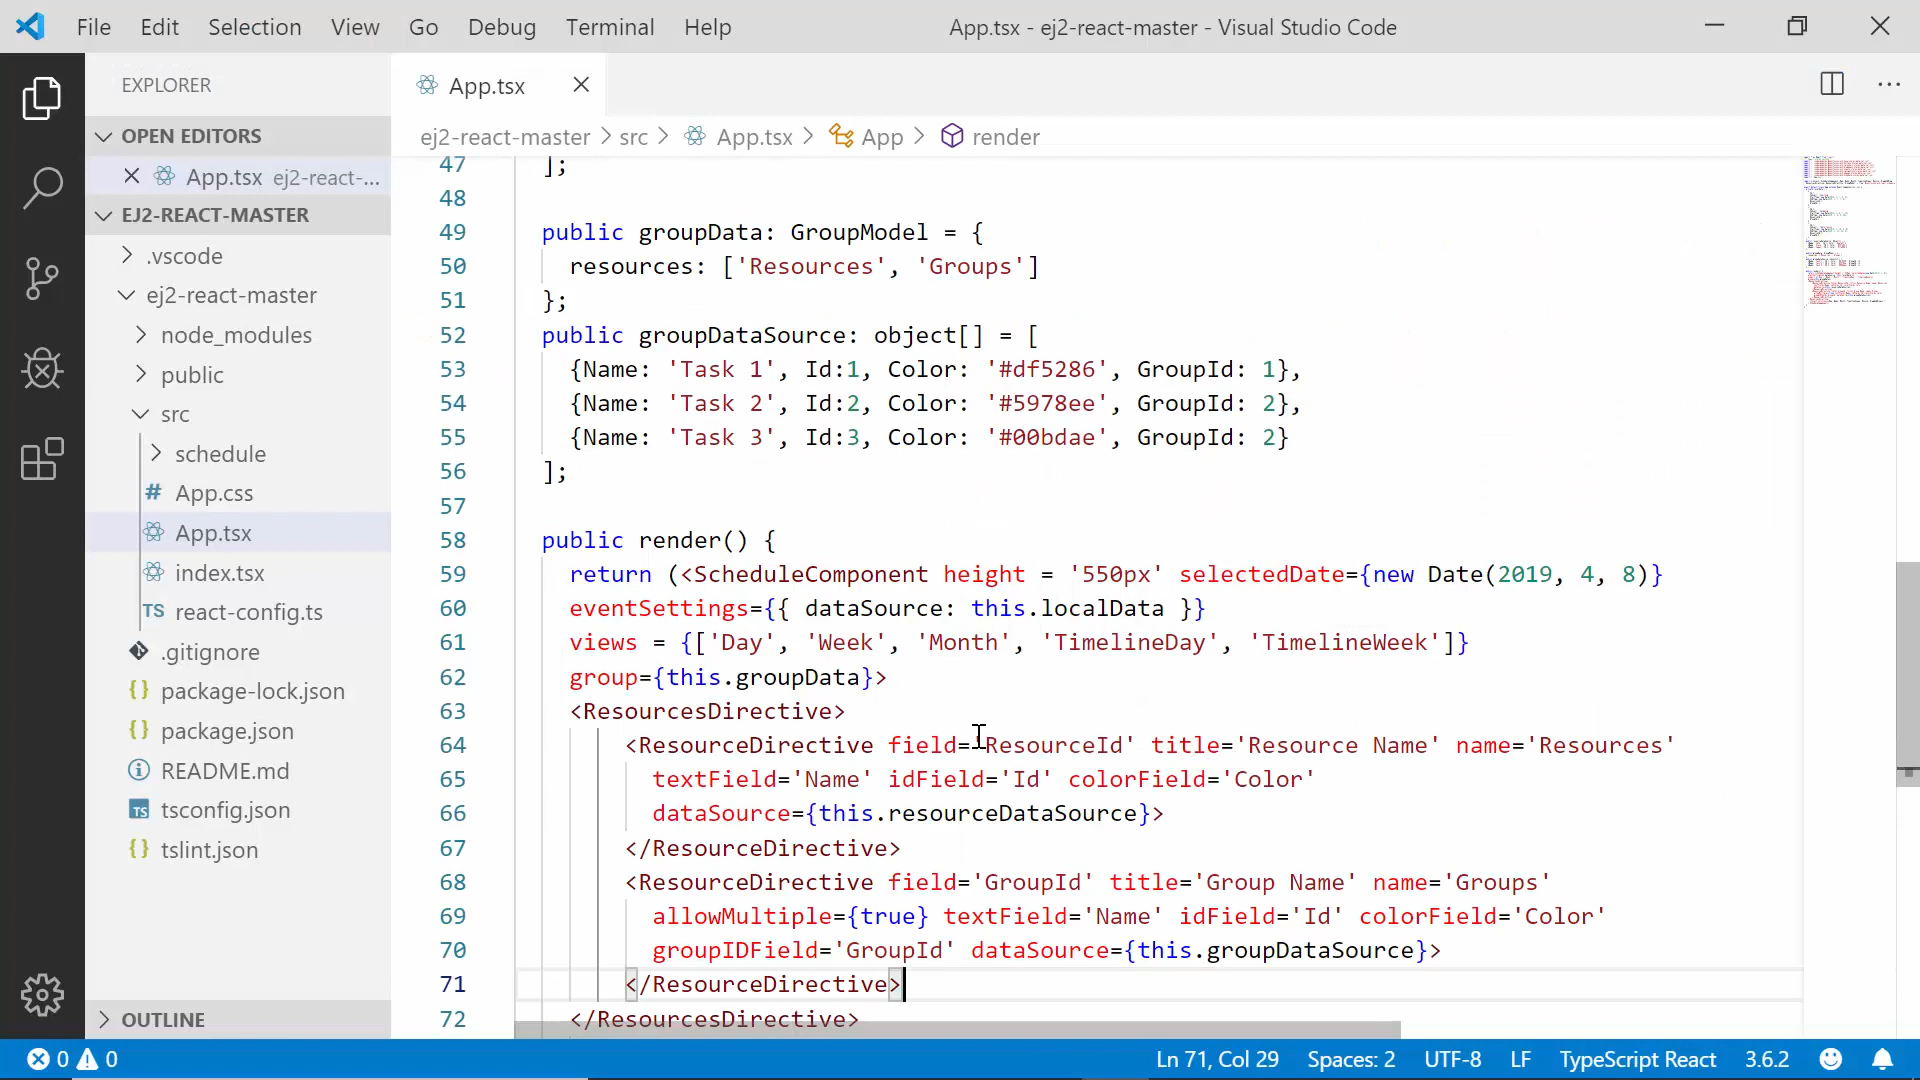 File Edit Selection View Go Debug Terminal Help App.tsx - ej2-react-master - Visual Studio Code
EXPLORER
App.tsx
OPEN EDITORS
App.tsx ej2-react-...
EJ2-REACT-MASTER
.vscode
ej2-react-master
node_modules
public
src
schedule
# App.css
App.tsx
index.tsx
TS react-config.ts
.gitignore
{} package-lock.json
{} package.json
README.md
TS tsconfig.json
{} tslint.json
OUTLINE
ej2-react-master > src > App.tsx > App > render
47 ];
48
49 public groupData: GroupModel = {
50 resources: ['Resources', 'Groups']
51 };
52 public groupDataSource: object[] = [
53 {Name: 'Task 1', Id:1, Color: '#df5286', GroupId: 1},
54 {Name: 'Task 2', Id:2, Color: '#5978ee', GroupId: 2},
55 {Name: 'Task 3', Id:3, Color: '#00bdae', GroupId: 2}
56 ];
57
58 public render() {
59 return (<ScheduleComponent height = '550px' selectedDate={new Date(2019, 4, 8)}
60 eventSettings={{ dataSource: this.localData }}
61 views = {['Day', 'Week', 'Month', 'TimelineDay', 'TimelineWeek']}
62 group={this.groupData}>
63 <ResourcesDirective>
64 <ResourceDirective field='ResourceId' title='Resource Name' name='Resources'
65 textField='Name' idField='Id' colorField='Color'
66 dataSource={this.resourceDataSource}>
67 </ResourceDirective>
68 <ResourceDirective field='GroupId' title='Group Name' name='Groups'
69 allowMultiple={true} textField='Name' idField='Id' colorField='Color'
70 groupIDField='GroupId' dataSource={this.groupDataSource}>
71 </ResourceDirective>
72 </ResourcesDirective>
0 0 Ln 71, Col 29 Spaces: 2 UTF-8 LF TypeScript React 3.6.2